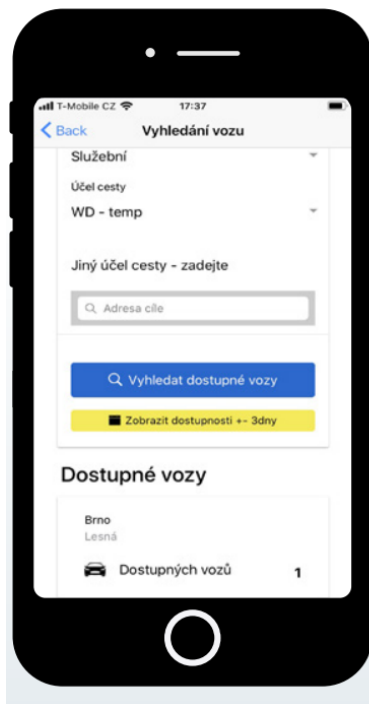 T-Mobile CZ 17:37
Back Vyhledání vozu
Služební
Účel cesty
WD - temp
Jiný účel cesty - zadejte
Adresa cíle
Vyhledat dostupné vozy
Zobrazit dostupnosti +- 3dny
Dostupné vozy
Brno
Lesná
Dostupných vozů 1